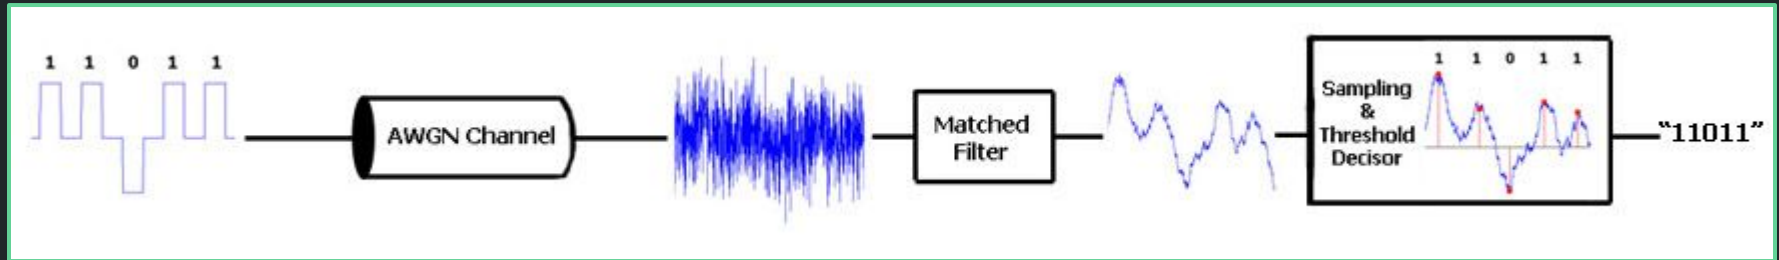 1 1 0 1 1
AWGN Channel
Matched
Filter
Sampling
&
Threshold
Decisor
1 1 0 1 1
“11011”